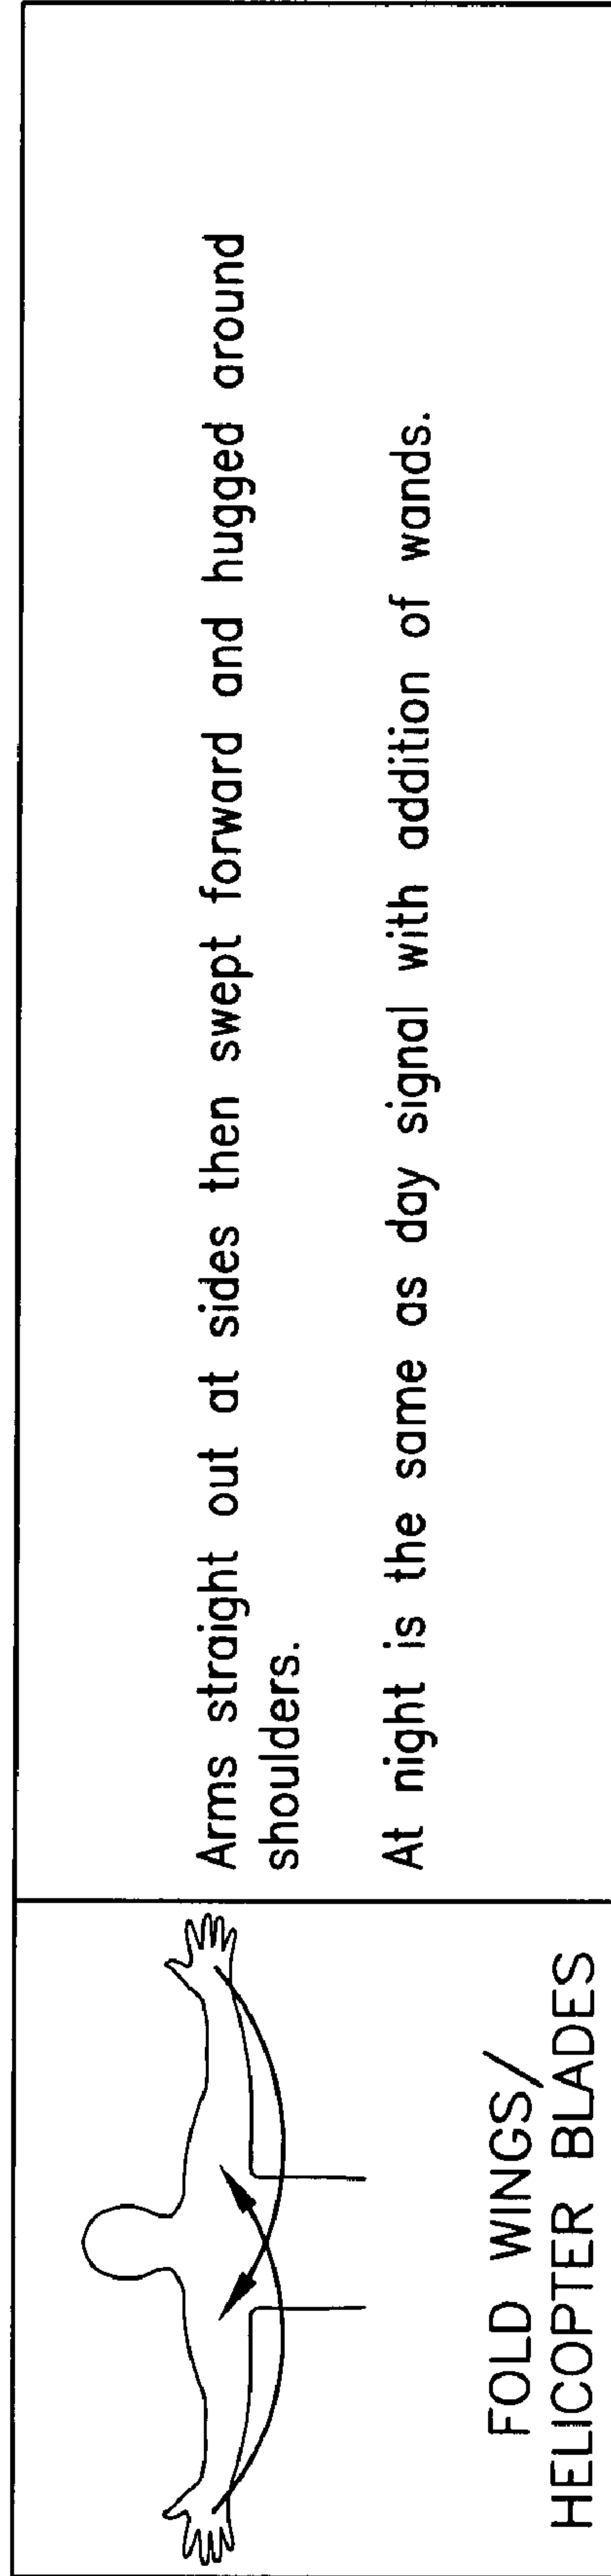 FOLD WINGS/
HELICOPTER BLADES
Arms straight out at sides then swept forward and hugged around
shoulders.
At night is the same as day signal with addition of wands.